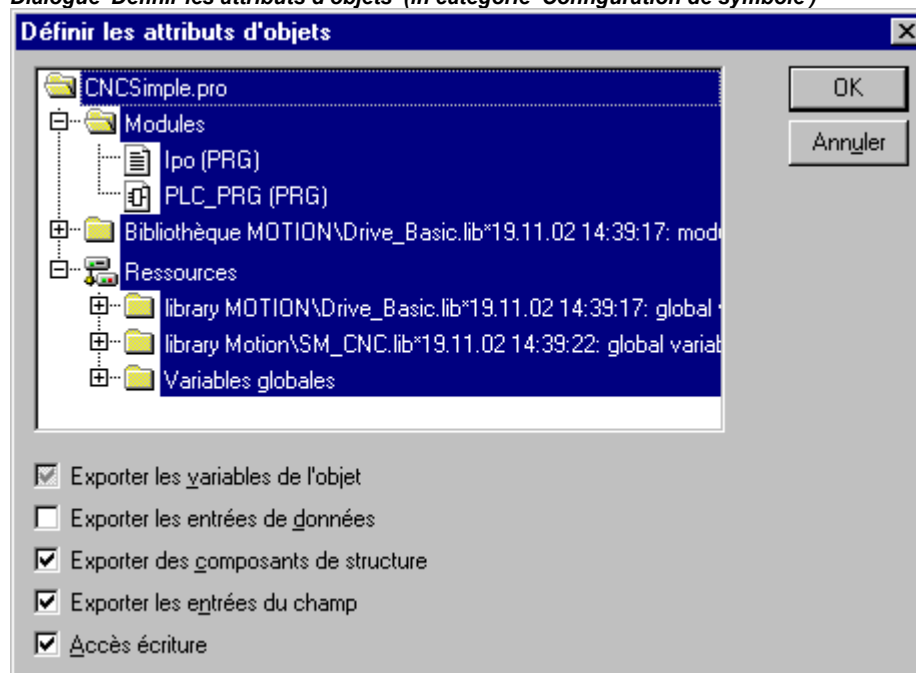 Dialogue 'Définir les attributs d'objets' (in catégorie 'Configuration de symbole')
Définir les attributs d'objets
CNCSimple.pro
OK
Modules
Annuler
Ipo (PRG)
PLC_PRG (PRG)
Bibliothèque MOTION\Drive_Basic.lib*19.11.02 14:39:17: mod
Ressources
library MOTION\Drive_Basic.lib*19.11.02 14:39:17: global
library Motion\SM_CNC.lib*19.11.02 14:39:22: global variab
Variables globales
Exporter les variables de l'objet
Exporter les entrées de données
Exporter des composants de structure
Exporter les entrées du champ
Accès écriture